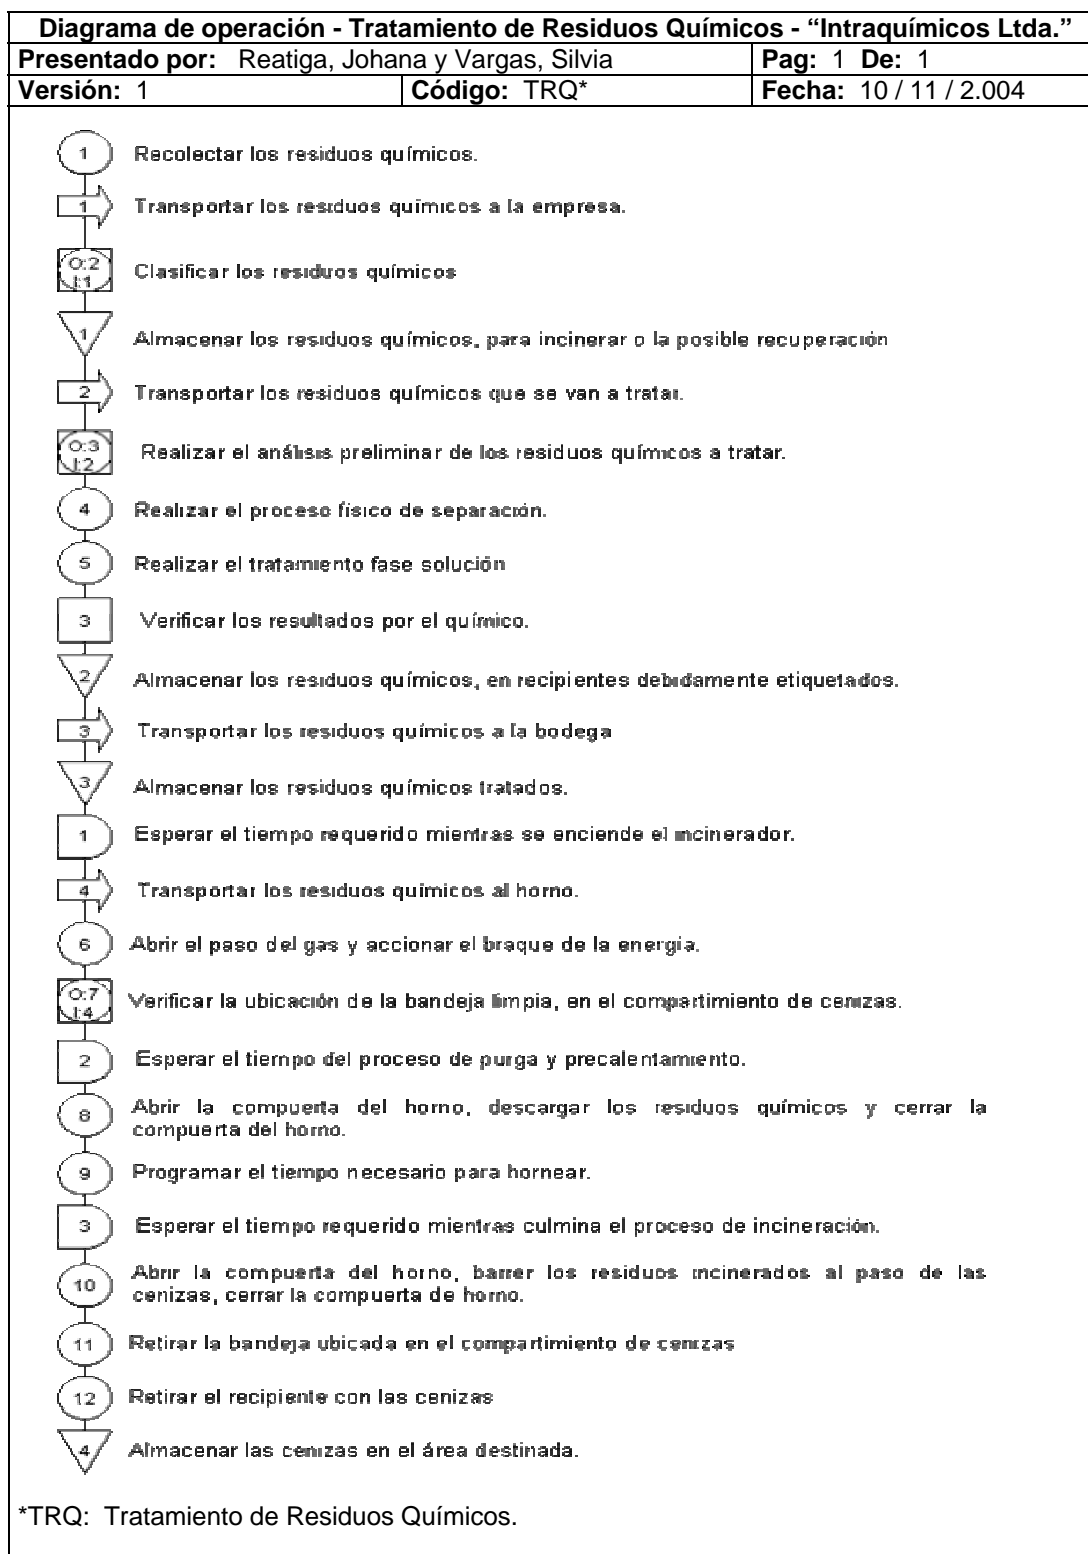 Diagrama de operación - Tratamiento de Residuos Químicos - “Intraquímicos Ltda.”
Presentado por: Reatiga, Johana y Vargas, Silvia Pag: 1 De: 1
Versión: 1 Código: TRQ* Fecha: 10 / 11 / 2.004
1 Recolectar los residuos químicos.
1 Transportar los residuos químicos a la empresa.
O:2
I:1
Clasificar los residuos químicos
1 Almacenar los residuos químicos, para incinerar o la posible recuperación
2 Transportar los residuos químicos que se van a tratar.
O:3
I:2
Realizar el análisis preliminar de los residuos químicos a tratar.
4 Realizar el proceso físico de separación.
5 Realizar el tratamiento fase solución
3 Verificar los resultados por el químico.
2 Almacenar los residuos químicos, en recipientes debidamente etiquetados.
3 Transportar los residuos químicos a la bodega
3 Almacenar los residuos químicos tratados.
1 Esperar el tiempo requerido mientras se enciende el incinerador.
4 Transportar los residuos químicos al horno.
6 Abrir el paso del gas y accionar el braque de la energía.
O:7
I:4
Verificar la ubicación de la bandeja limpia, en el compartimiento de cenizas.
2 Esperar el tiempo del proceso de purga y precalentamiento.
8 Abrir la compuerta del horno, descargar los residuos químicos y cerrar la
compuerta del horno.
9 Programar el tiempo necesario para hornear.
3 Esperar el tiempo requerido mientras culmina el proceso de incineración.
10 Abrir la compuerta del horno, barrer los residuos incinerados al paso de las
cenizas, cerrar la compuerta de horno.
11 Retirar la bandeja ubicada en el compartimiento de cenizas
12 Retirar el recipiente con las cenizas
4 Almacenar las cenizas en el área destinada.
*TRQ: Tratamiento de Residuos Químicos.